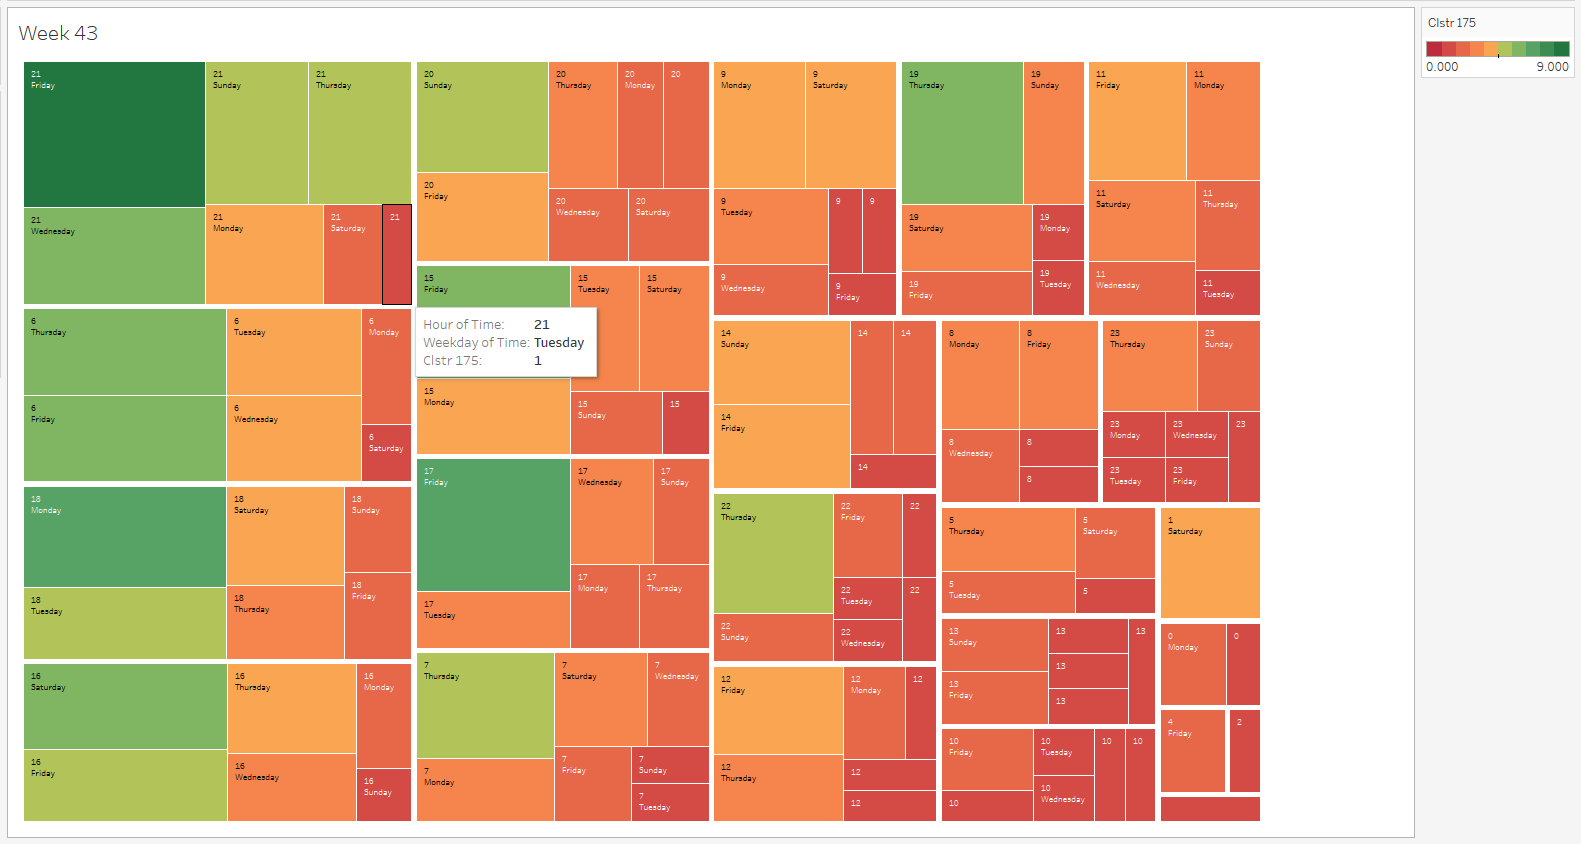 Week 43
Clstr 175
0.000 9.000
21
Friday
21
Sunday
21
Thursday
21
Wednesday
21
Monday
21
Saturday
21
6
Thursday
6
Tuesday
6
Monday
6
Friday
6
Wednesday
6
Saturday
18
Monday
18
Saturday
18
Sunday
18
Tuesday
18
Thursday
18
Friday
16
Saturday
16
Thursday
16
Monday
16
Friday
16
Wednesday
16
Sunday
20
Sunday
20
Thursday
20
Monday
20
20
Friday
20
Wednesday
20
Saturday
15
Friday
15
Tuesday
15
Saturday
Hour of Time: 21
Weekday of Time: Tuesday
Clstr 175: 1
15
Monday
15
Sunday
15
17
Friday
17
Wednesday
17
Sunday
17
Monday
17
Thursday
17
Tuesday
7
Thursday
7
Saturday
7
Wednesday
7
Monday
7
Friday
7
Sunday
7
Tuesday
9
Monday
9
Saturday
9
Tuesday
9
9
9
Wednesday
9
Friday
14
Sunday
14
14
14
Friday
14
22
Thursday
22
Friday
22
22
Tuesday
22
22
Sunday
22
Wednesday
12
Friday
12
Monday
12
12
Thursday
12
12
19
Thursday
19
Sunday
19
Saturday
19
Monday
19
Friday
19
Tuesday
11
Friday
11
Monday
11
Saturday
11
Thursday
11
Wednesday
11
Tuesday
8
Monday
8
Friday
8
Wednesday
8
8
23
Thursday
23
Sunday
23
Monday
23
Wednesday
23
23
Tuesday
23
Friday
5
Thursday
5
Saturday
5
Tuesday
5
1
Saturday
13
Sunday
13
13
13
Friday
13
13
0
Monday
0
10
Friday
10
Tuesday
10
10
10
10
Wednesday
4
Friday
2